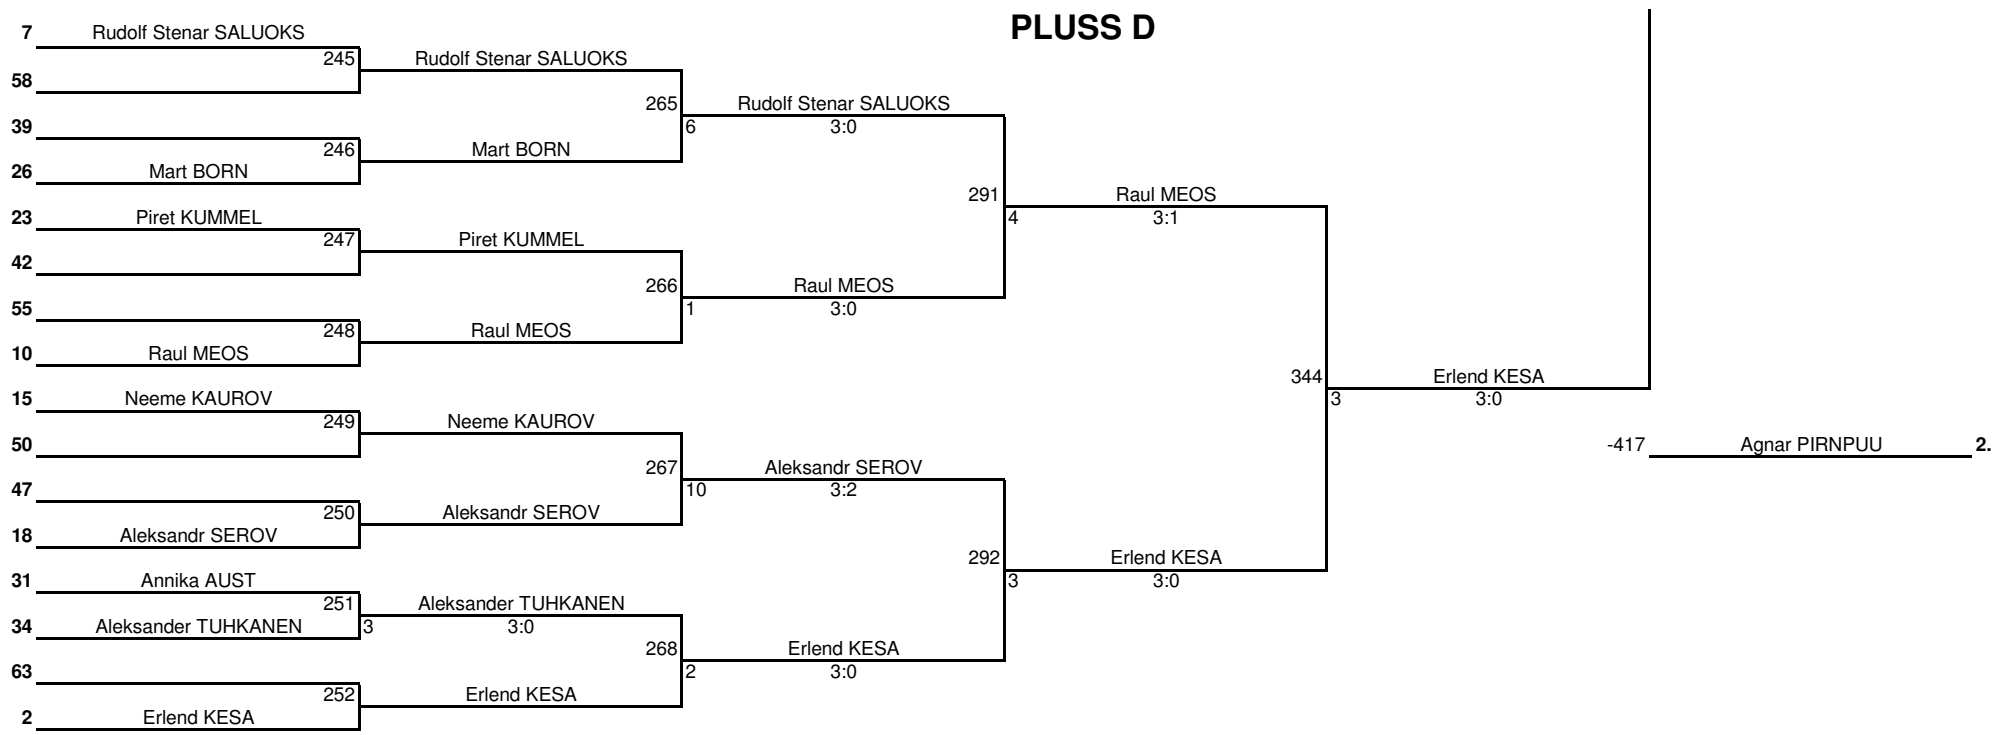 PLUSS D
7 Rudolf Stenar SALUOKS
245 Rudolf Stenar SALUOKS
58
265 Rudolf Stenar SALUOKS
39
6 3:0
246 Mart BORN
26 Mart BORN
291 Raul MEOS
23 Piret KUMMEL
4 3:1
247 Piret KUMMEL
42
266 Raul MEOS
55
1 3:0
248 Raul MEOS
10 Raul MEOS
344 Erlend KESA
15 Neeme KAUROV
3 3:0
249 Neeme KAUROV
50
-417 Agnar PIRNPUU 2.
267 Aleksandr SEROV
47
10 3:2
250 Aleksandr SEROV
18 Aleksandr SEROV
292 Erlend KESA
31 Annika AUST
3 3:0
251 Aleksander TUHKANEN
34 Aleksander TUHKANEN
3 3:0
268 Erlend KESA
63
2 3:0
252 Erlend KESA
2 Erlend KESA